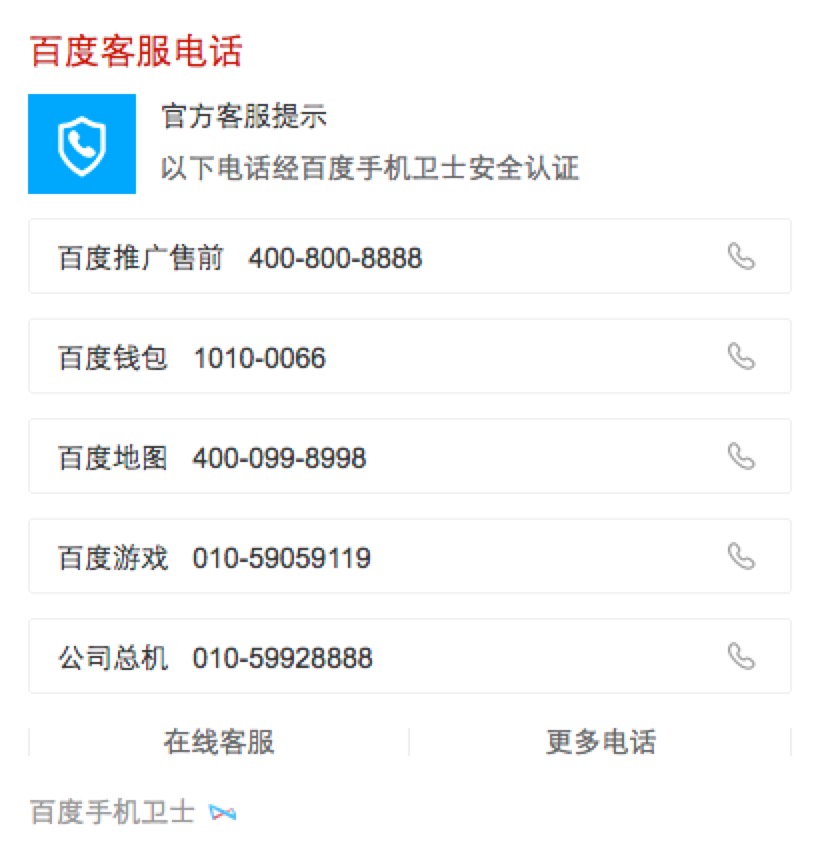 百度客服电话
官方客服提示
以下电话经百度手机卫士安全认证
百度推广售前 400-800-8888
百度钱包 1010-0066
百度地图 400-099-8998
百度游戏 010-59059119
公司总机 010-59928888
在线客服 更多电话
百度手机卫士